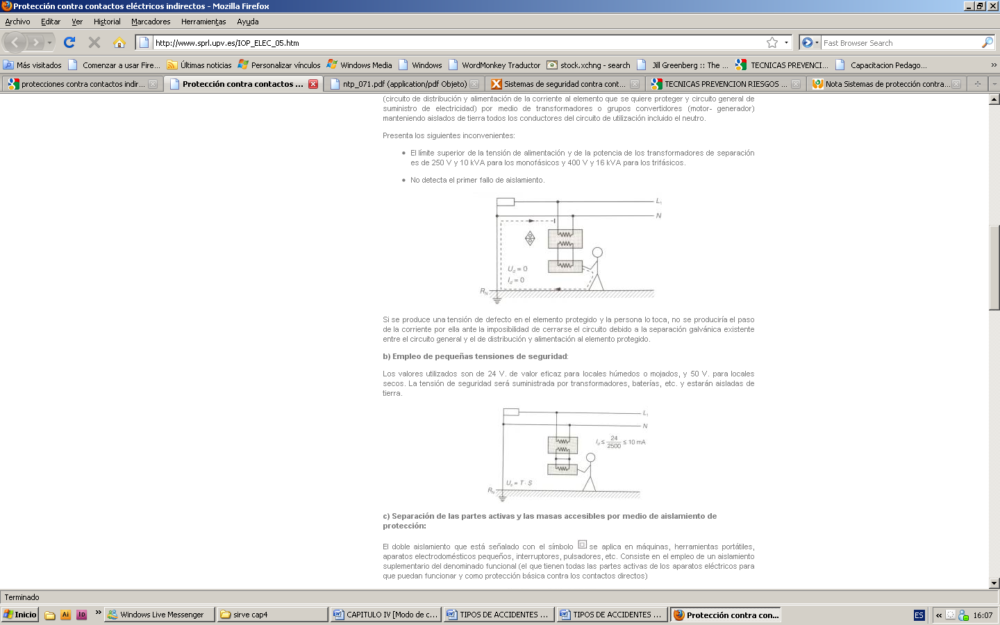 Protección contra contactos eléctricos indirectos - Mozilla Firefox
Archivo Editar Ver Historial Marcadores Herramientas Ayuda
http://www.sprl.upv.es/IOP_ELEC_05.htm Fast Browser Search
Más visitados Comenzar a usar Fire... Últimas noticias Personalizar vínculos Windows Media Windows WordMonkey Traductor stock.xchng - search Jill Greenberg :: The ... TECNICAS PREVENCI... Capacitacion Pedago... »
protecciones contra contactos indir... Protección contra contactos ... ntp_071.pdf (application/pdf Objeto) Sistemas de seguridad contra cont... TECNICAS PREVENCION RIESGOS ... Nota Sistemas de protección contra...
(circuito de distribución y alimentación de la corriente al elemento que se quiere proteger y circuito general de
suministro de electricidad) por medio de transformadores o grupos convertidores (motor- generador)
manteniendo aislados de tierra todos los conductores del circuito de utilización incluido el neutro.
Presenta los siguientes inconvenientes:
• El límite superior de la tensión de alimentación y de la potencia de los transformadores de separación
es de 250 V y 10 kVA para los monofásicos y 400 V y 16 kVA para los trifásicos.
• No detecta el primer fallo de aislamiento.
L1
N
Ud = 0
Id = 0
RN
Si se produce una tensión de defecto en el elemento protegido y la persona lo toca, no se produciría el paso
de la corriente por ella ante la imposibilidad de cerrarse el circuito debido a la separación galvánica existente
entre el circuito general y el de distribución y alimentación al elemento protegido.
b) Empleo de pequeñas tensiones de seguridad:
Los valores utilizados son de 24 V. de valor eficaz para locales húmedos o mojados, y 50 V. para locales
secos. La tensión de seguridad será suministrada por transformadores, baterías, etc. y estarán aisladas de
tierra.
L1
N
Id ≤ 24/2500 ≤ 10 mA
= T · S
RN
c) Separación de las partes activas y las masas accesibles por medio de aislamiento de
protección:
El doble aislamiento que está señalado con el símbolo se aplica en máquinas, herramientas portátiles,
aparatos electrodomésticos pequeños, interruptores, pulsadores, etc. Consiste en el empleo de un aislamiento
suplementario del denominado funcional (el que tienen todas las partes activas de los aparatos eléctricos para
que puedan funcionar y como protección básica contra los contactos directos)
Terminado
Inicio Ai Id » Windows Live Messenger sirve cap4 CAPITULO IV [Modo de c... TIPOS DE ACCIDENTES ... TIPOS DE ACCIDENTES ... Protección contra con... ES « 16:07